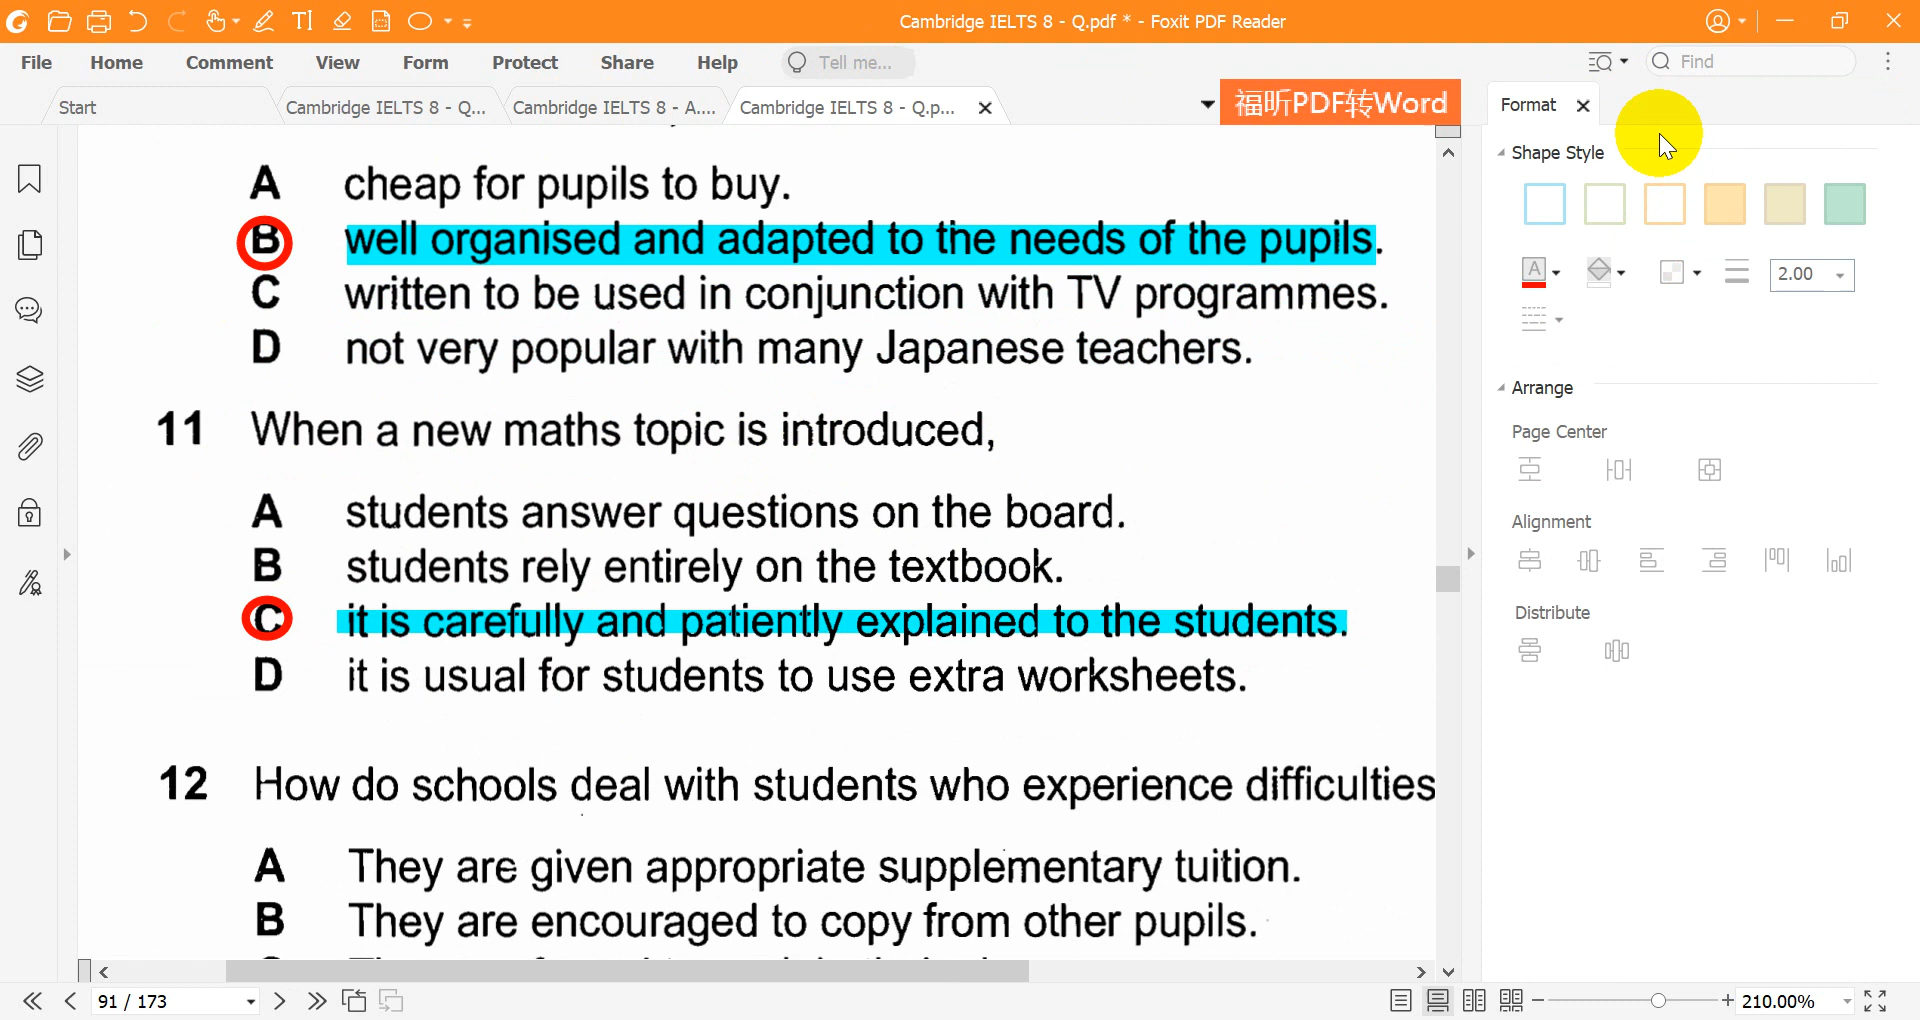 Cambridge IELTS 8 - Q.pdf * - Foxit PDF Reader
File Home Comment View Form Protect Share Help Tell me... Find
Start Cambridge IELTS 8 - Q... Cambridge IELTS 8 - A.... Cambridge IELTS 8 - Q.p... 福昕PDF转Word Format
Shape Style
A cheap for pupils to buy.
B well organised and adapted to the needs of the pupils.
C written to be used in conjunction with TV programmes.
D not very popular with many Japanese teachers.
2.00
Arrange
Page Center
Alignment
Distribute
11 When a new maths topic is introduced,
A students answer questions on the board.
B students rely entirely on the textbook.
C it is carefully and patiently explained to the students.
D it is usual for students to use extra worksheets.
12 How do schools deal with students who experience difficulties
A They are given appropriate supplementary tuition.
B They are encouraged to copy from other pupils.
91 / 173
210.00%